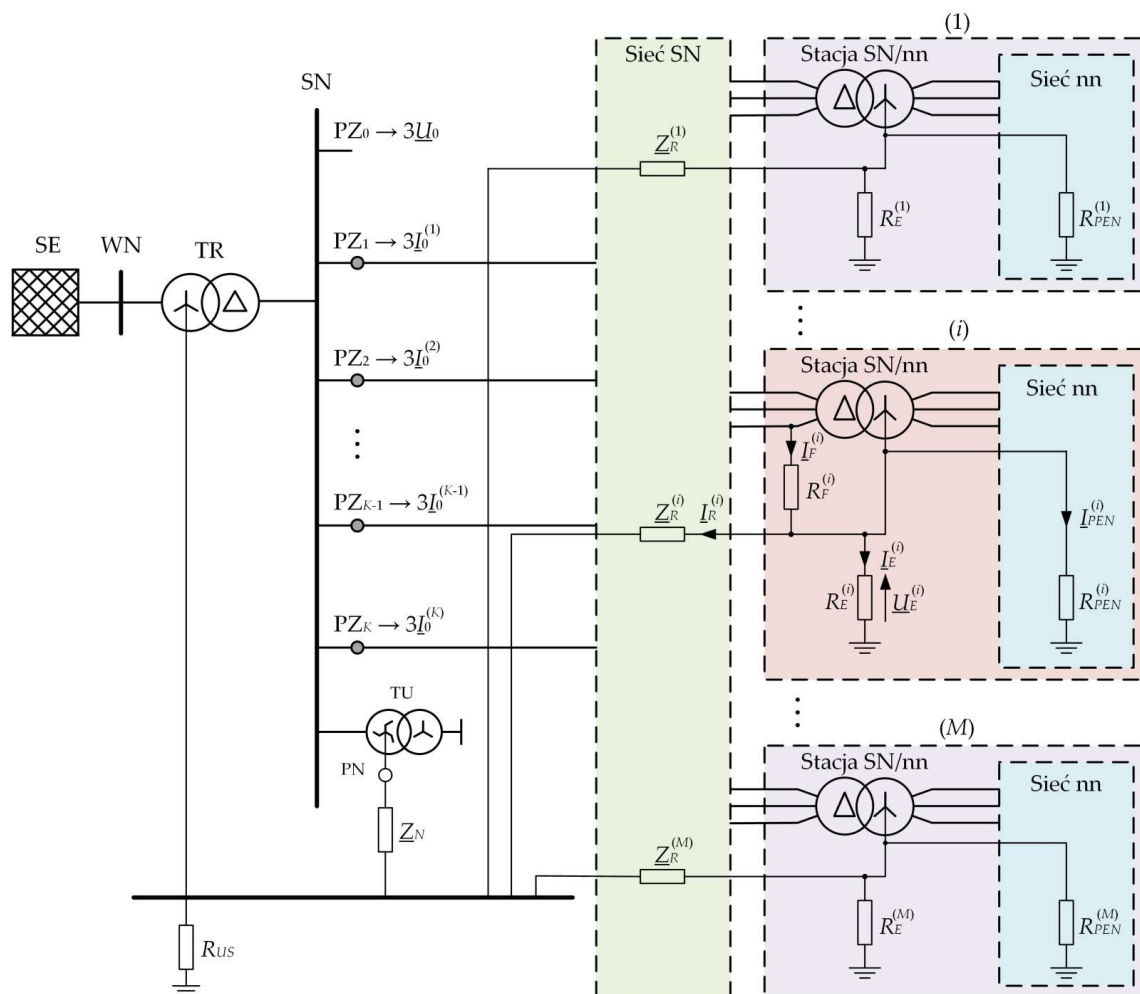 (1)
Sieć SN
Stacja SN/nn
Sieć nn
SN
PZ0 → 3U0
Z_R^(1)
R_E^(1)
R_PEN^(1)
SE
WN
TR
PZ1 → 3I0^(1)
(i)
Stacja SN/nn
Sieć nn
PZ2 → 3I0^(2)
I_F^(i)
R_F^(i)
PZK-1 → 3I0^(K-1)
Z_R^(i)
I_R^(i)
I_PEN^(i)
I_E^(i)
R_E^(i)
U_E^(i)
R_PEN^(i)
PZK → 3I0^(K)
TU
(M)
Stacja SN/nn
Sieć nn
PN
Z_N
Z_R^(M)
R_E^(M)
R_PEN^(M)
R_US